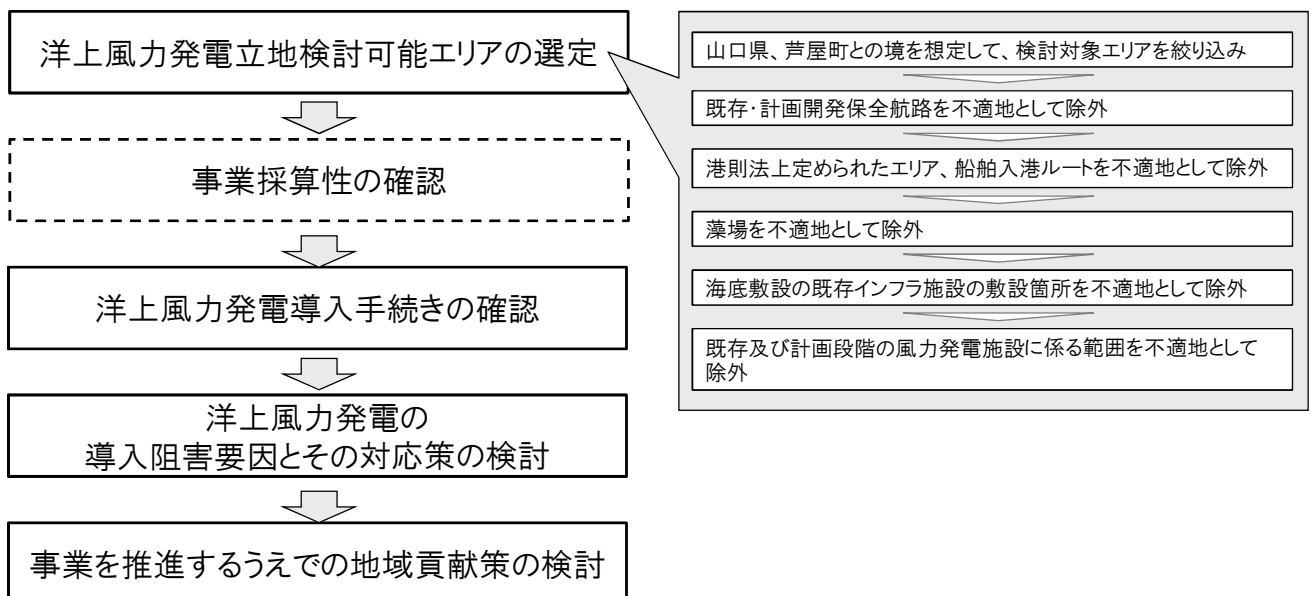 洋上風力発電立地検討可能エリアの選定
事業採算性の確認
洋上風力発電導入手続きの確認
洋上風力発電の
導入阻害要因とその対応策の検討
事業を推進するうえでの地域貢献策の検討
山口県、芦屋町との境を想定して、検討対象エリアを絞り込み
既存・計画開発保全航路を不適地として除外
港則法上定められたエリア、船舶入港ルートを不適地として除外
藻場を不適地として除外
海底敷設の既存インフラ施設の敷設箇所を不適地として除外
既存及び計画段階の風力発電施設に係る範囲を不適地として
除外